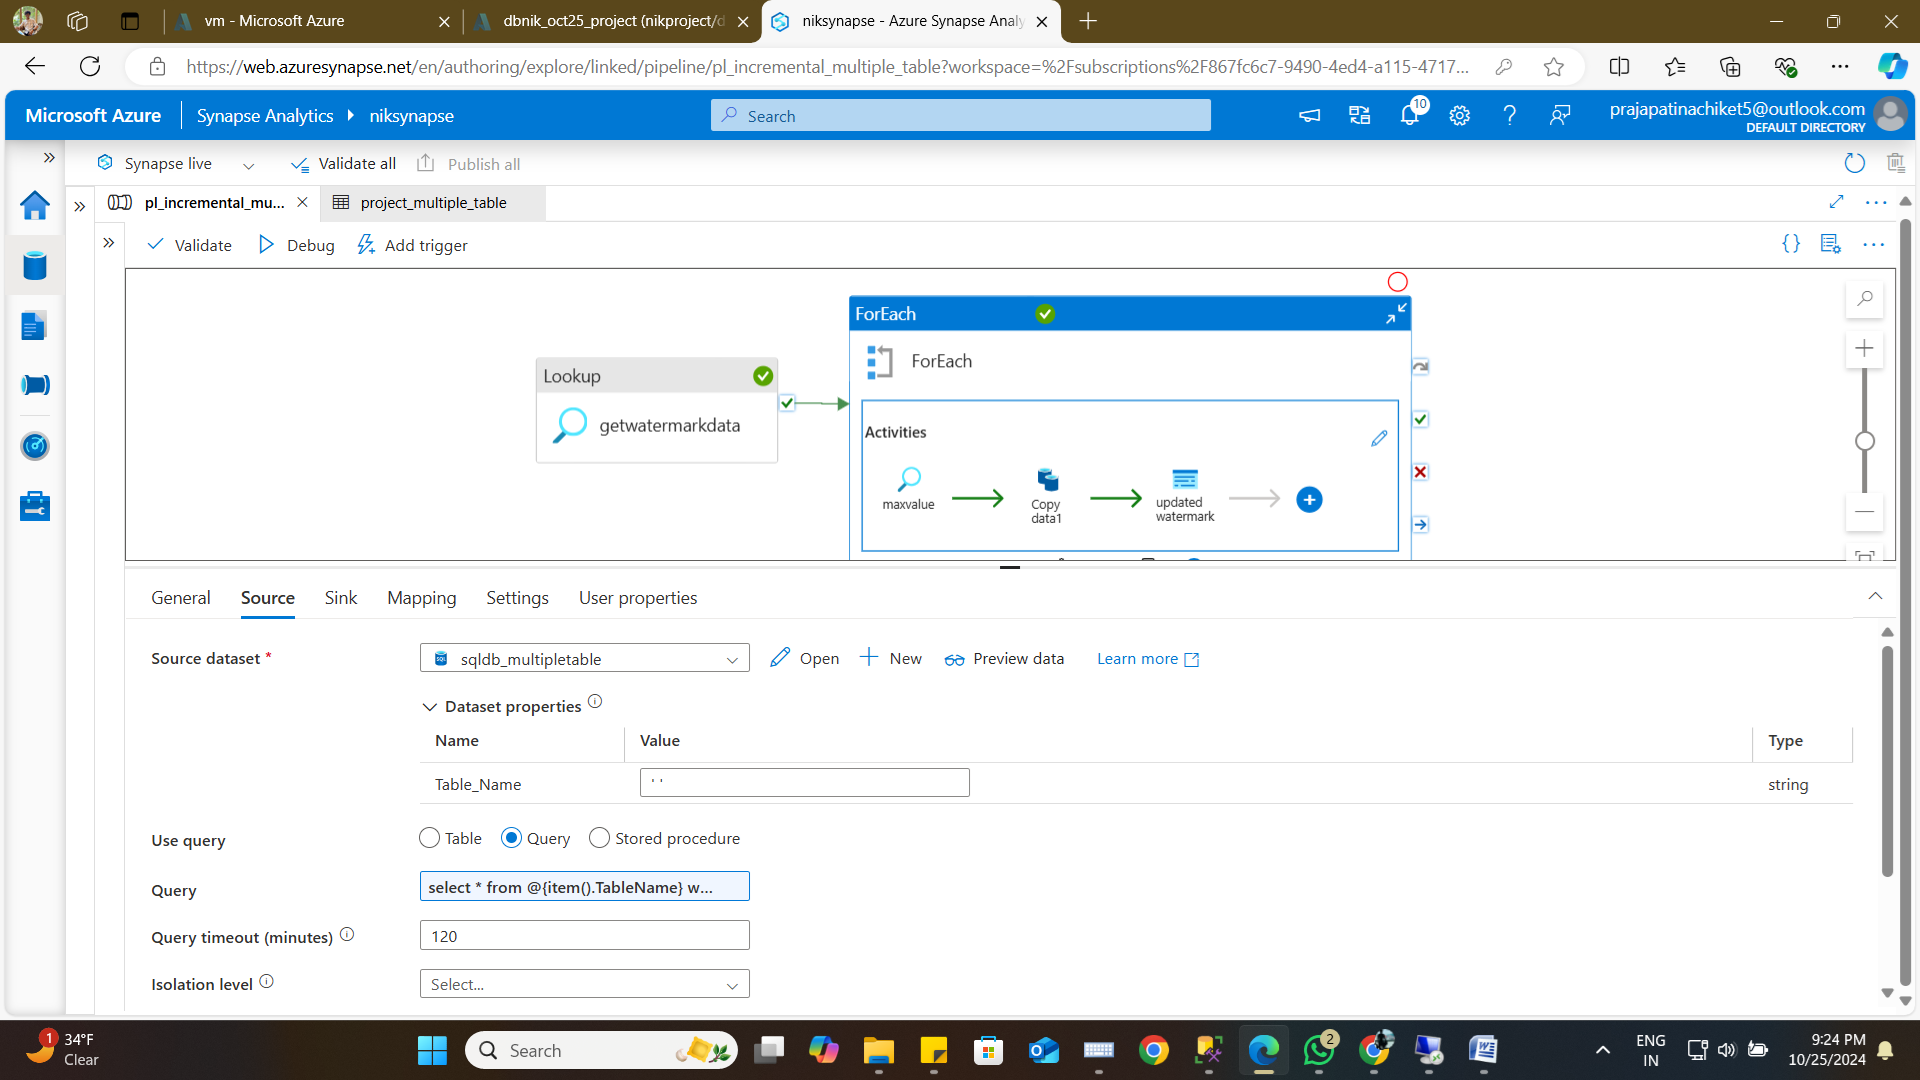 vm - Microsoft Azure
dbnik_oct25_project (nikproject/d
niksynapse - Azure Synapse Analy
https://web.azuresynapse.net/en/authoring/explore/linked/pipeline/pl_incremental_multiple_table?workspace=%2Fsubscriptions%2F867fc6c7-9490-4ed4-a115-4717...
Microsoft Azure
Synapse Analytics
niksynapse
Search
10
prajapatinachiket5@outlook.com
DEFAULT DIRECTORY
Synapse live
Validate all
Publish all
pl_incremental_mu...
project_multiple_table
Validate
Debug
Add trigger
{}
ForEach
ForEach
Lookup
getwatermarkdata
Activities
maxvalue
Copy
data1
updated
watermark
General
Source
Sink
Mapping
Settings
User properties
Source dataset *
SQL
sqldb_multipletable
Open
New
Preview data
Learn more
Dataset properties
Name
Value
Type
Table_Name
' '
string
Use query
Table
Query
Stored procedure
Query
select * from @{item().TableName} w...
Query timeout (minutes)
120
Isolation level
Select...
1
34°F
Clear
Search
2
ENG
IN
9:24 PM
10/25/2024